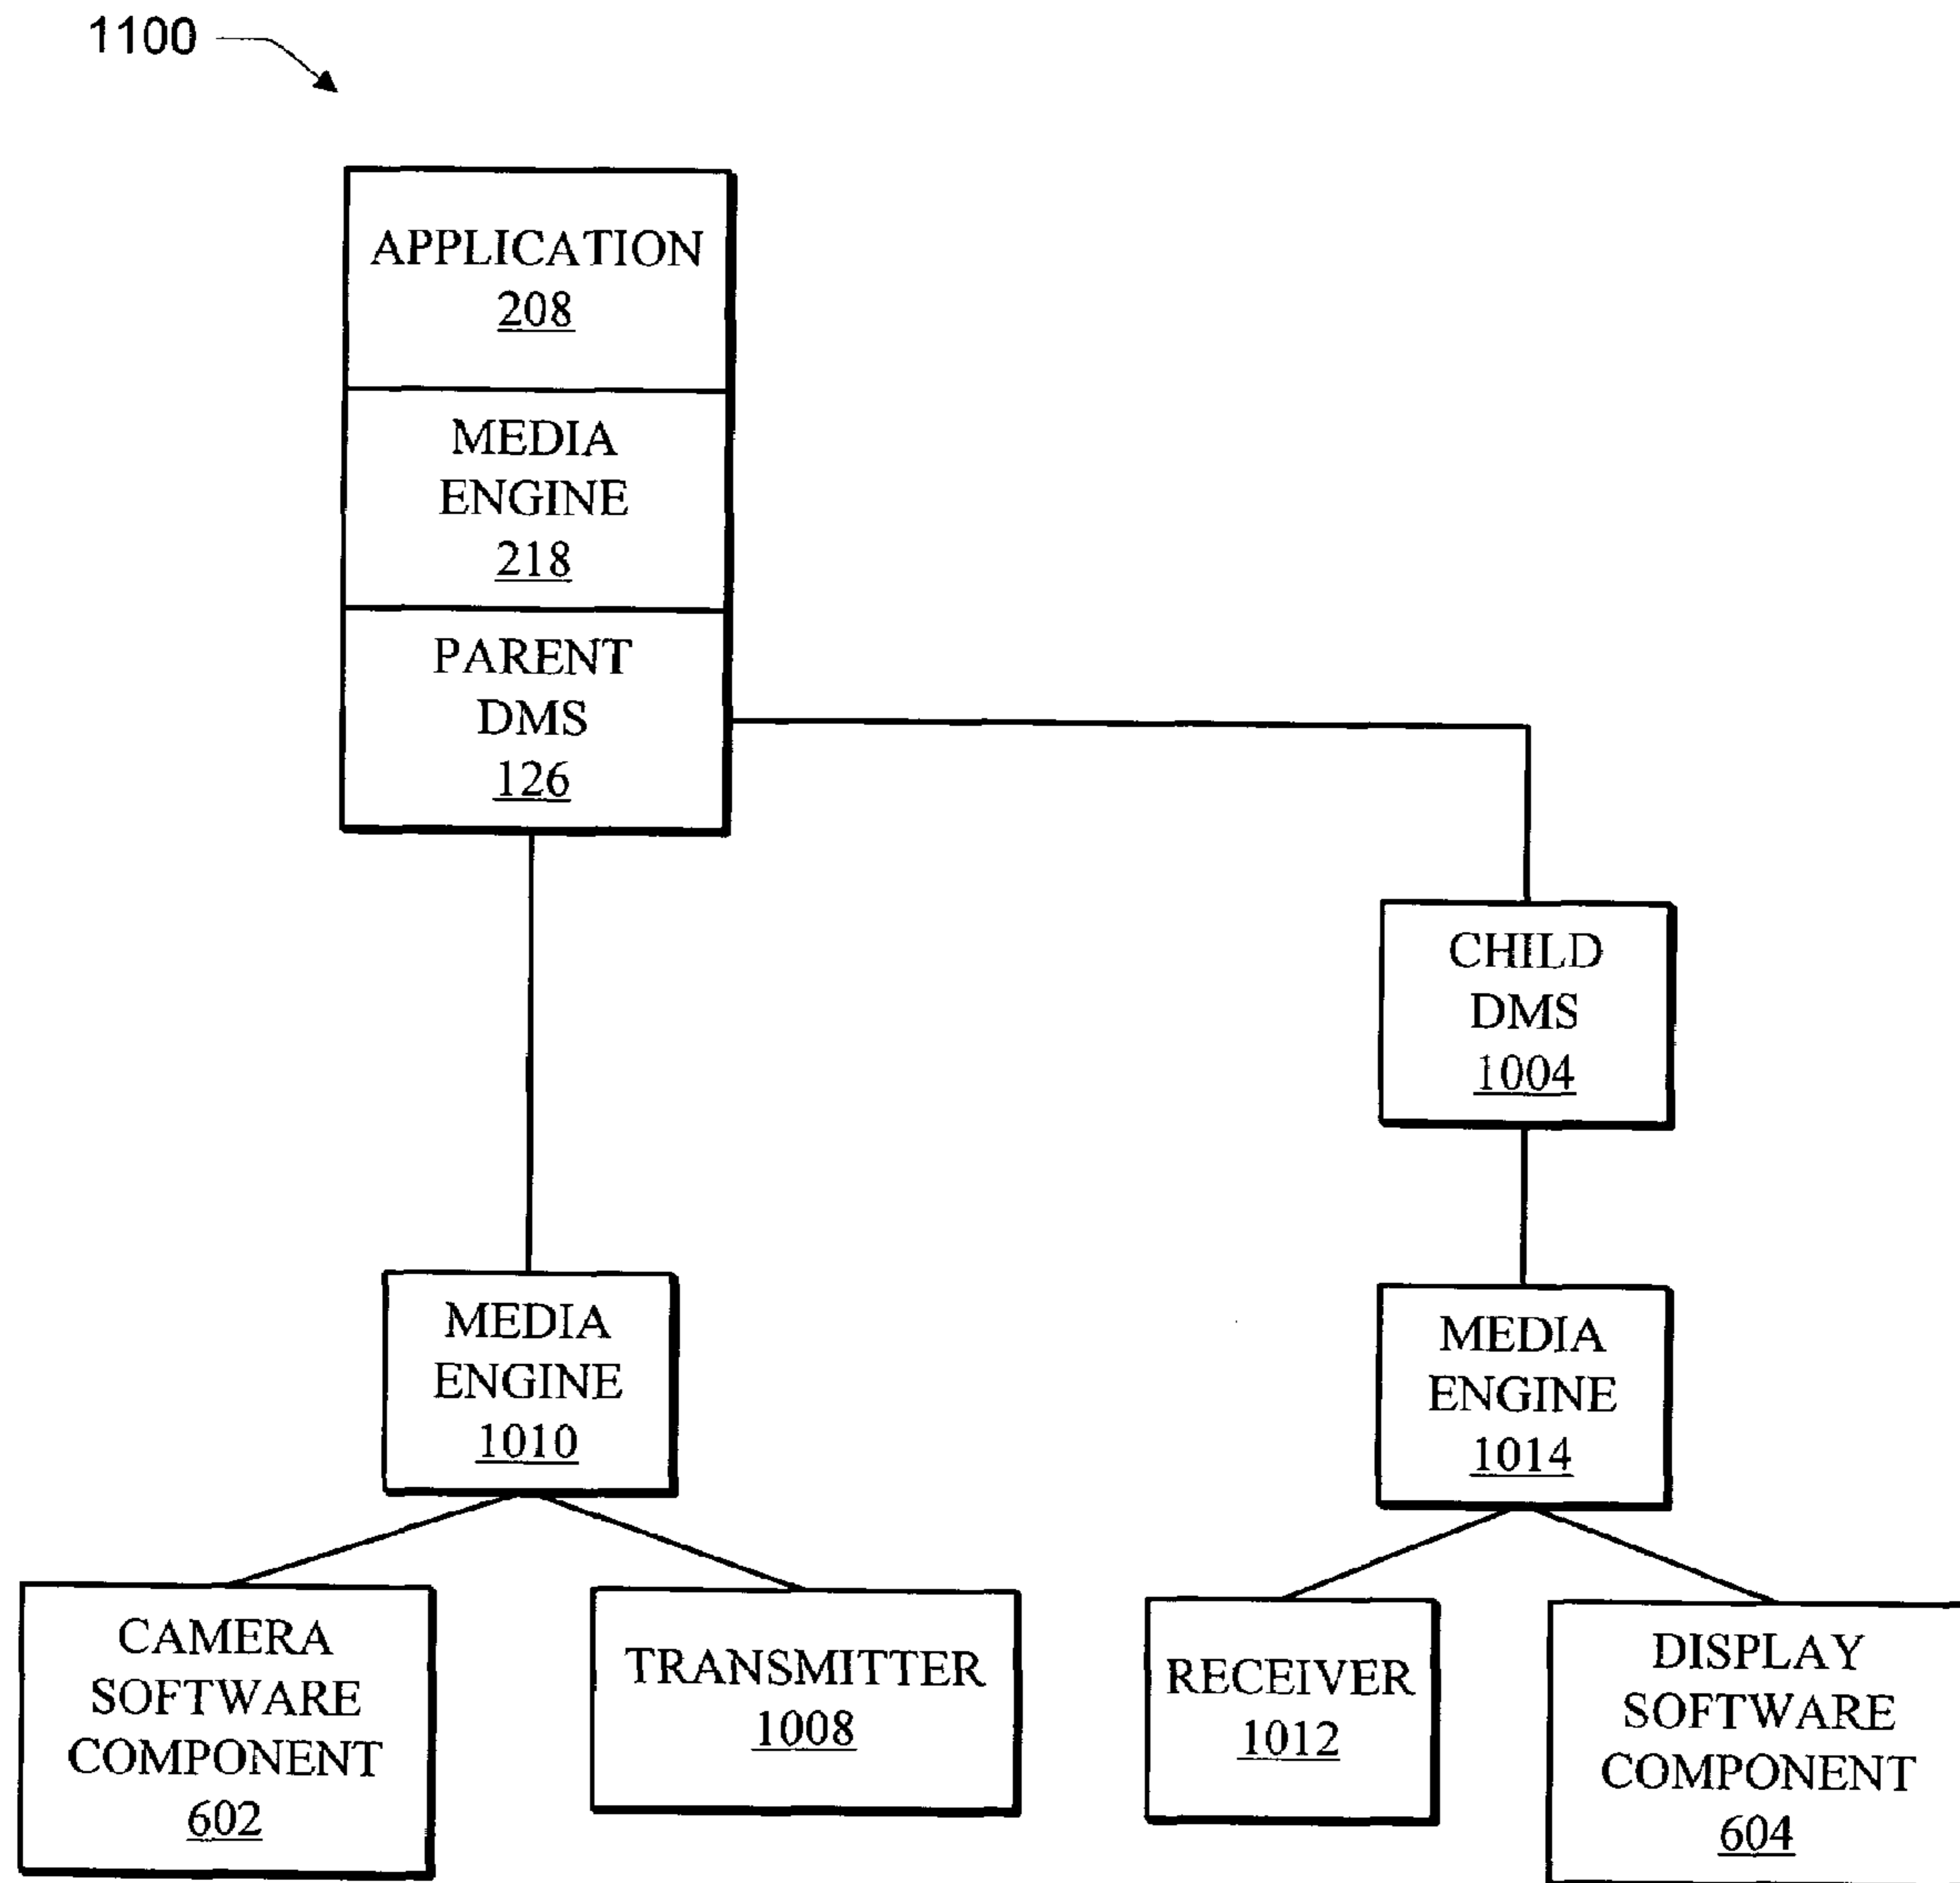 1100
APPLICATION
208
MEDIA
ENGINE
218
PARENT
DMS
126
CHILD
DMS
1004
MEDIA
ENGINE
1010
MEDIA
ENGINE
1014
CAMERA
SOFTWARE
COMPONENT
602
TRANSMITTER
1008
RECEIVER
1012
DISPLAY
SOFTWARE
COMPONENT
604